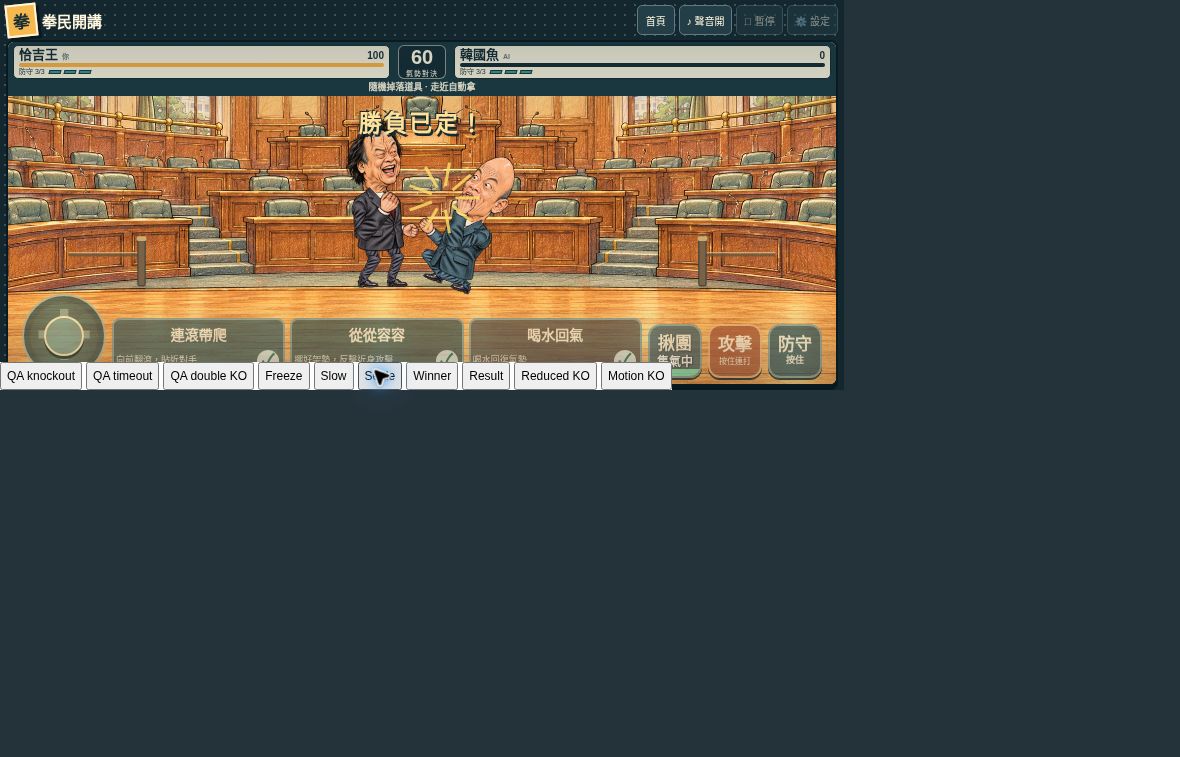 拳 拳民開講 首頁 ♪ 聲音開 暫停 設定
恰吉王 你 100 60 韓國魚 AI 0
防守 3/3 氣勢對決 防守 3/3
隨機掉落道具 · 走近自動拿
勝負已定！
連滾帶爬 從從容容 喝水回氣 揪團 攻擊 防守
向前翻滾，貼近對手 擺好架勢，反擊近身攻擊 喝水回復氣勢 集氣中 按住連打 按住
QA knockout QA timeout QA double KO Freeze Slow Winner Result Reduced KO Motion KO